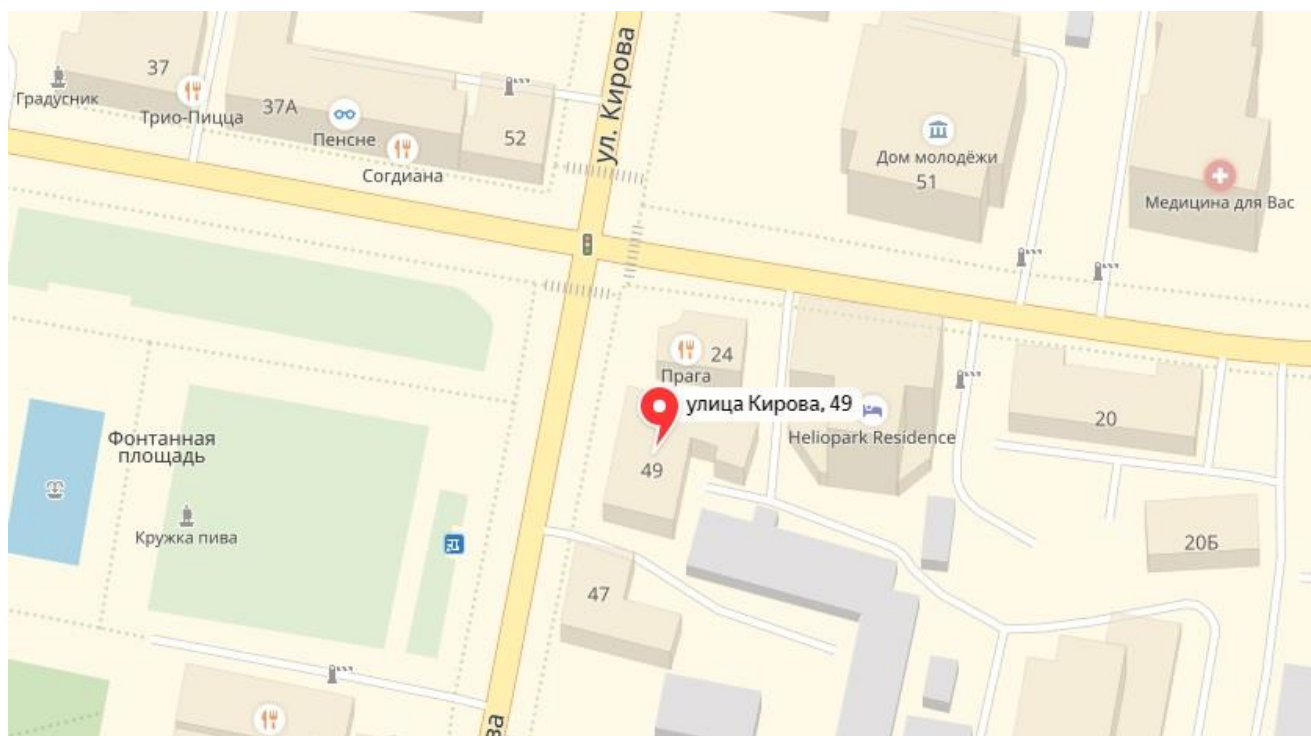 ул. Кирова
37
Градусник
Трио-Пицца
37А
Пенсне
Согдиана
52
Дом молодёжи
51
Медицина для Вас
24
Прага
улица Кирова, 49
Heliopark Residence
20
49
Фонтанная
площадь
Кружка пива
20Б
47